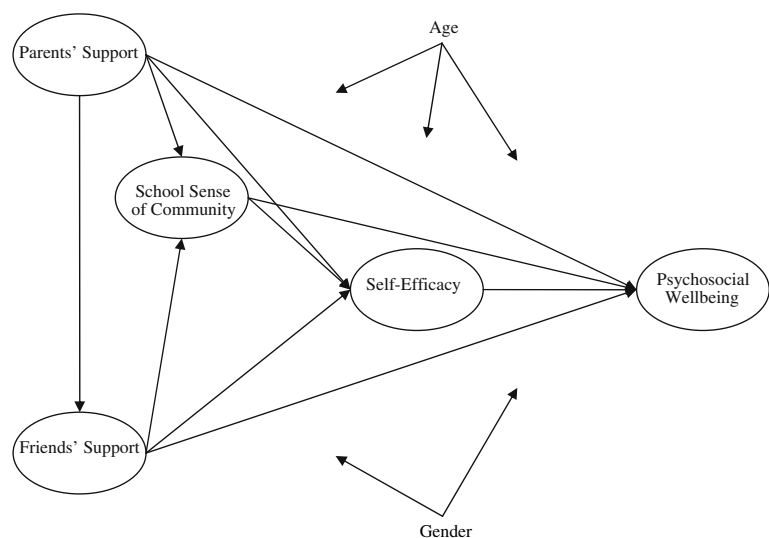 Age
Parents’ Support
School Sense
of Community
Self-Efficacy
Psychosocial
Wellbeing
Friends’ Support
Gender